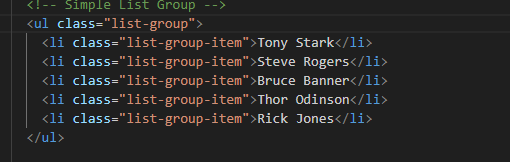 <!-- Simple List Group -->
<ul class="list-group">
<li class="list-group-item">Tony Stark</li>
<li class="list-group-item">Steve Rogers</li>
<li class="list-group-item">Bruce Banner</li>
<li class="list-group-item">Thor Odinson</li>
<li class="list-group-item">Rick Jones</li>
</ul>